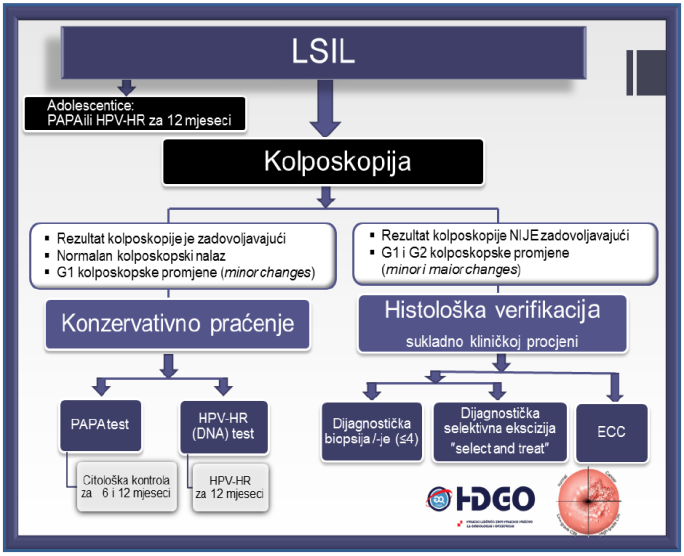 LSIL
Adolescentice:
PAPA ili HPV-HR za 12 mjeseci
Kolposkopija
▪ Rezultat kolposkopije je zadovoljavajući
▪ Normalan kolposkopski nalaz
▪ G1 kolposkopske promjene (minor changes)
▪ Rezultat kolposkopije NIJE zadovoljavajući
▪ G1 i G2 kolposkopske promjene
(minor i maior changes)
Konzervativno praćenje
Histološka verifikacija
sukladno kliničkoj procjeni
PAPA test
HPV-HR
(DNA) test
Dijagnostička
biopsija /-je (≤4)
Dijagnostička
selektivna ekscizija
"select and treat"
ECC
Citološka kontrola
za 6 i 12 mjeseci
HPV-HR
za 12 mjeseci
HDGO